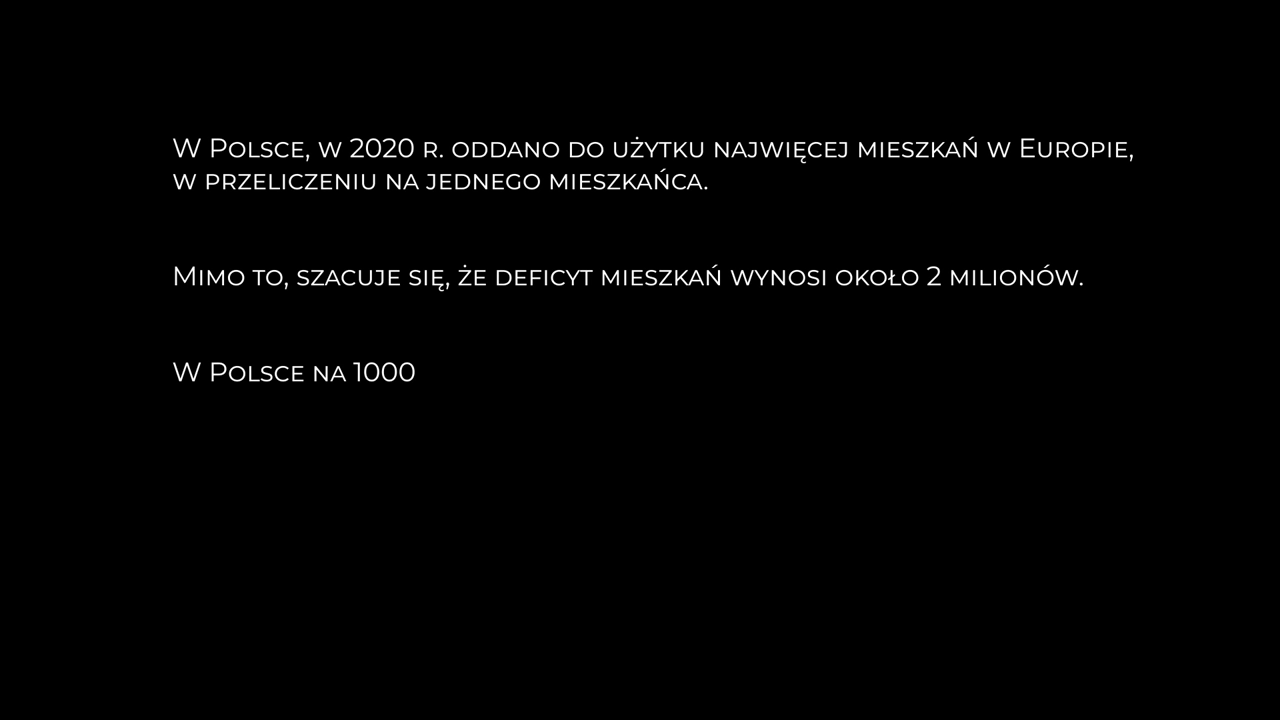 W Polsce, w 2020 r. oddano do użytku najwięcej mieszkań w Europie,
w przeliczeniu na jednego mieszkańca.
Mimo to, szacuje się, że deficyt mieszkań wynosi około 2 milionów.
W Polsce na 1000